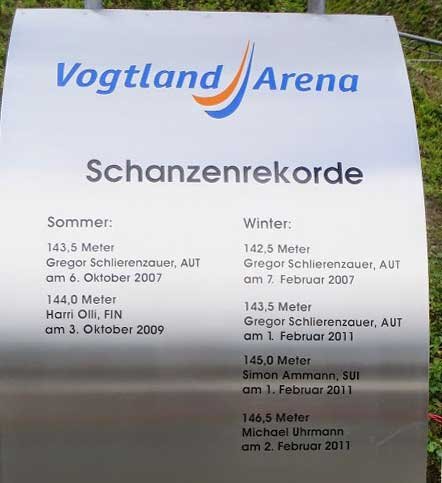 Vogtland Arena
Schanzenrekorde
Sommer:
143,5 Meter
Gregor Schlierenzauer, AUT
am 6. Oktober 2007
144,0 Meter
Harri Olli, FIN
am 3. Oktober 2009
Winter:
142,5 Meter
Gregor Schlierenzauer, AUT
am 7. Februar 2007
143,5 Meter
Gregor Schlierenzauer, AUT
am 1. Februar 2011
145,0 Meter
Simon Ammann, SUI
am 1. Februar 2011
146,5 Meter
Michael Uhrmann
am 2. Februar 2011